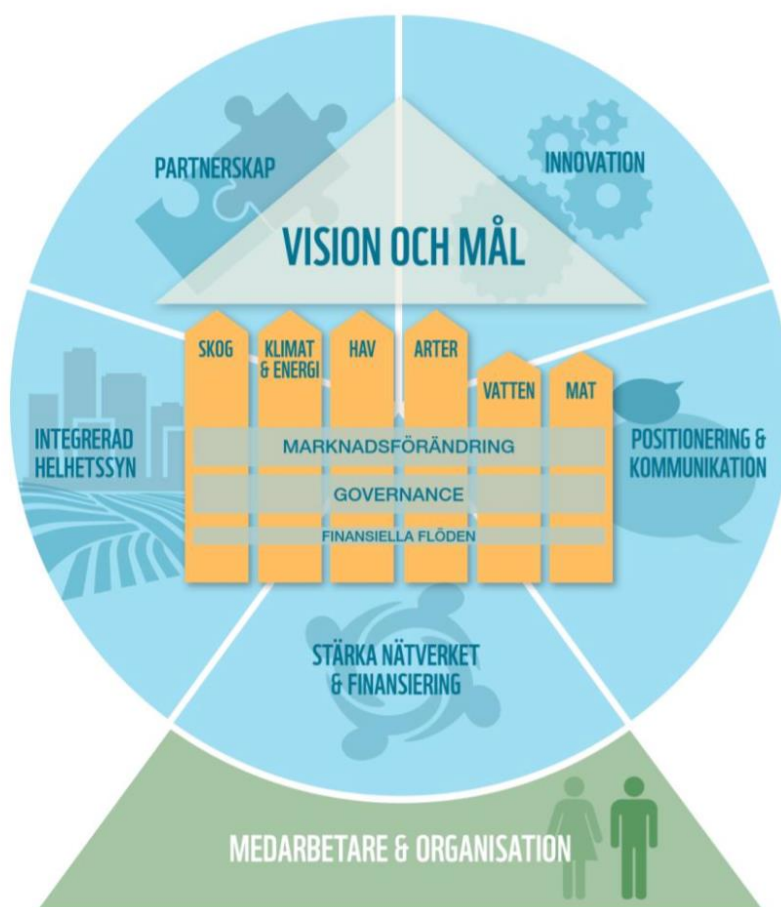 PARTNERSKAP
INNOVATION
VISION OCH MÅL
SKOG
KLIMAT
& ENERGI
HAV
ARTER
VATTEN
MAT
INTEGRERAD
HELHETSSYN
MARKNADSFÖRÄNDRING
GOVERNANCE
FINANSIELLA FLÖDEN
POSITIONERING &
KOMMUNIKATION
STÄRKA NÄTVERKET
& FINANSIERING
MEDARBETARE & ORGANISATION